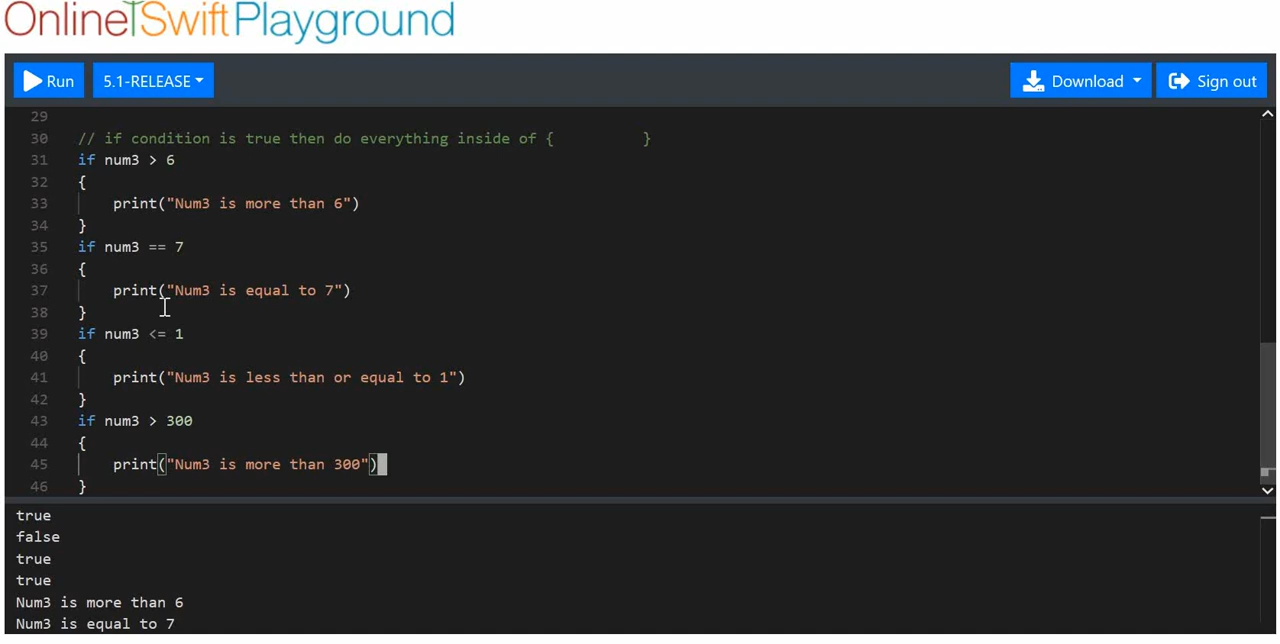 OnlineSwiftPlayground
Run 5.1-RELEASE Download Sign out
29
30 // if condition is true then do everything inside of {          }
31 if num3 > 6
32 {
33     print("Num3 is more than 6")
34 }
35 if num3 == 7
36 {
37     print("Num3 is equal to 7")
38 }
39 if num3 <= 1
40 {
41     print("Num3 is less than or equal to 1")
42 }
43 if num3 > 300
44 {
45     print("Num3 is more than 300")
46 }
true
false
true
true
Num3 is more than 6
Num3 is equal to 7